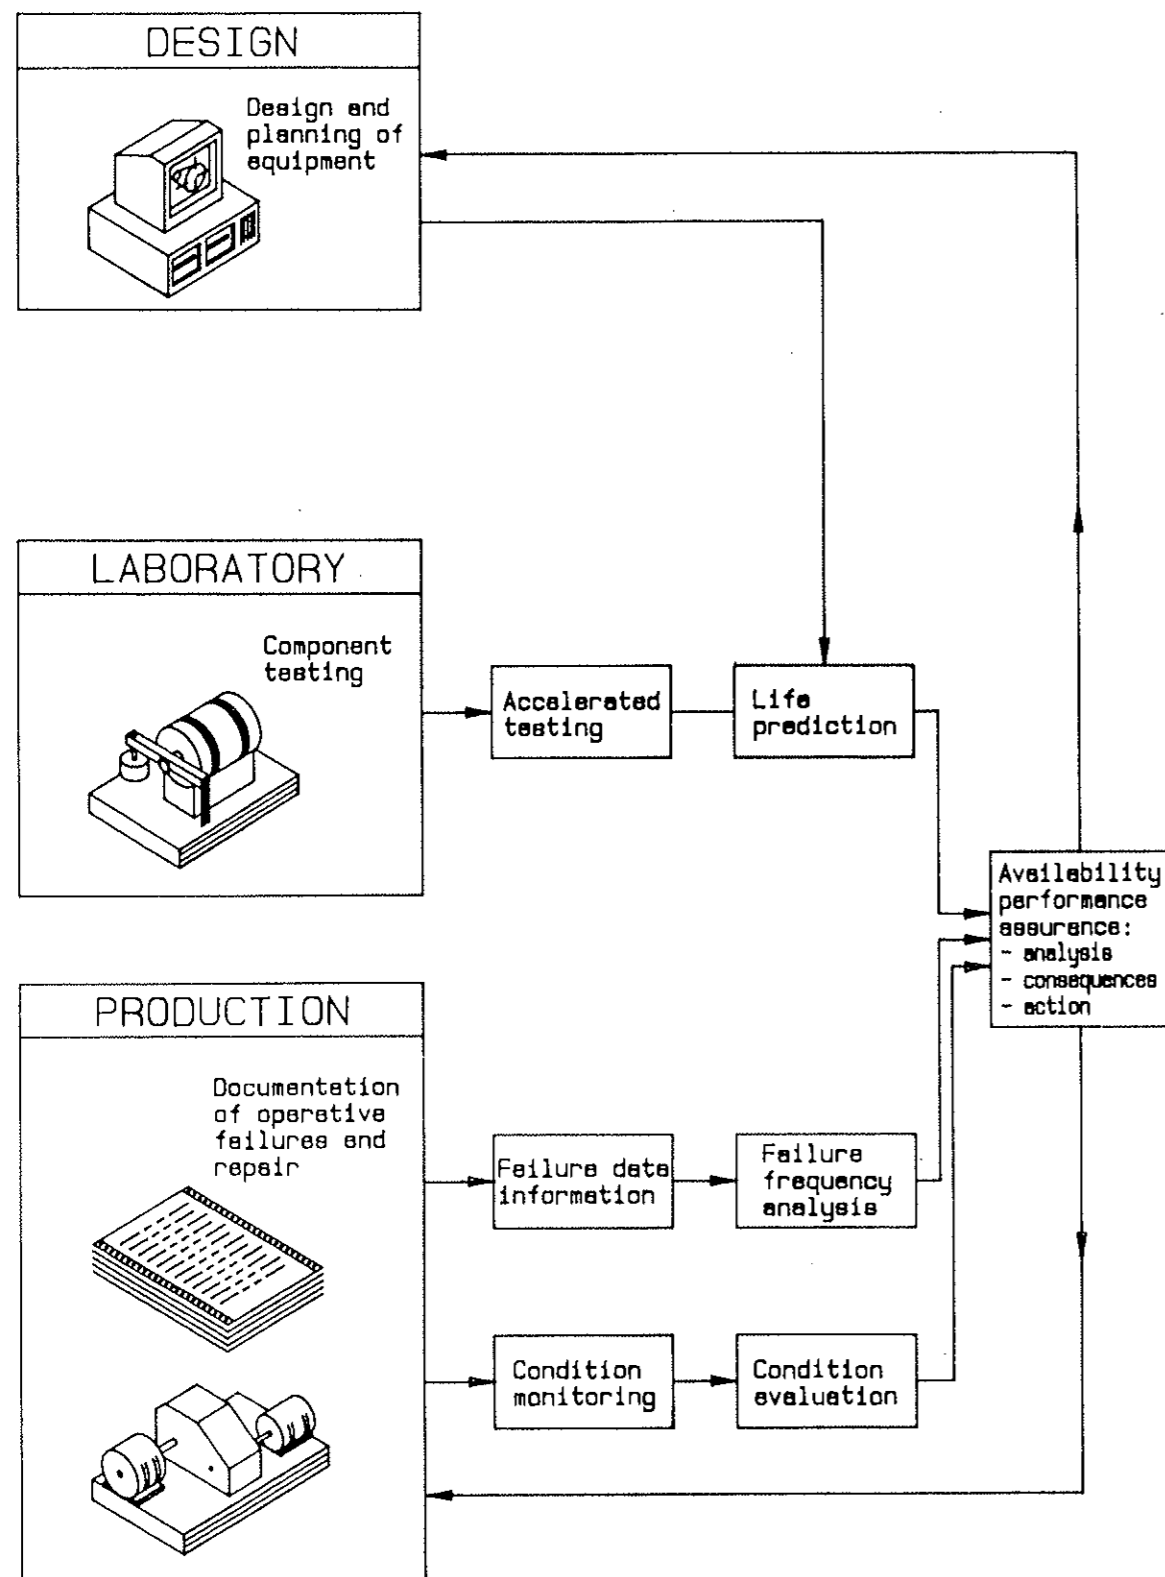 DESIGN
Design and
planning of
equipment
LABORATORY
Component
testing
Accelerated
testing
Life
prediction
Availability
performance
assurance:
- analysis
- consequences
- action
PRODUCTION
Documentation
of operative
failures and
repair
Failure data
information
Failure
frequency
analysis
Condition
monitoring
Condition
evaluation